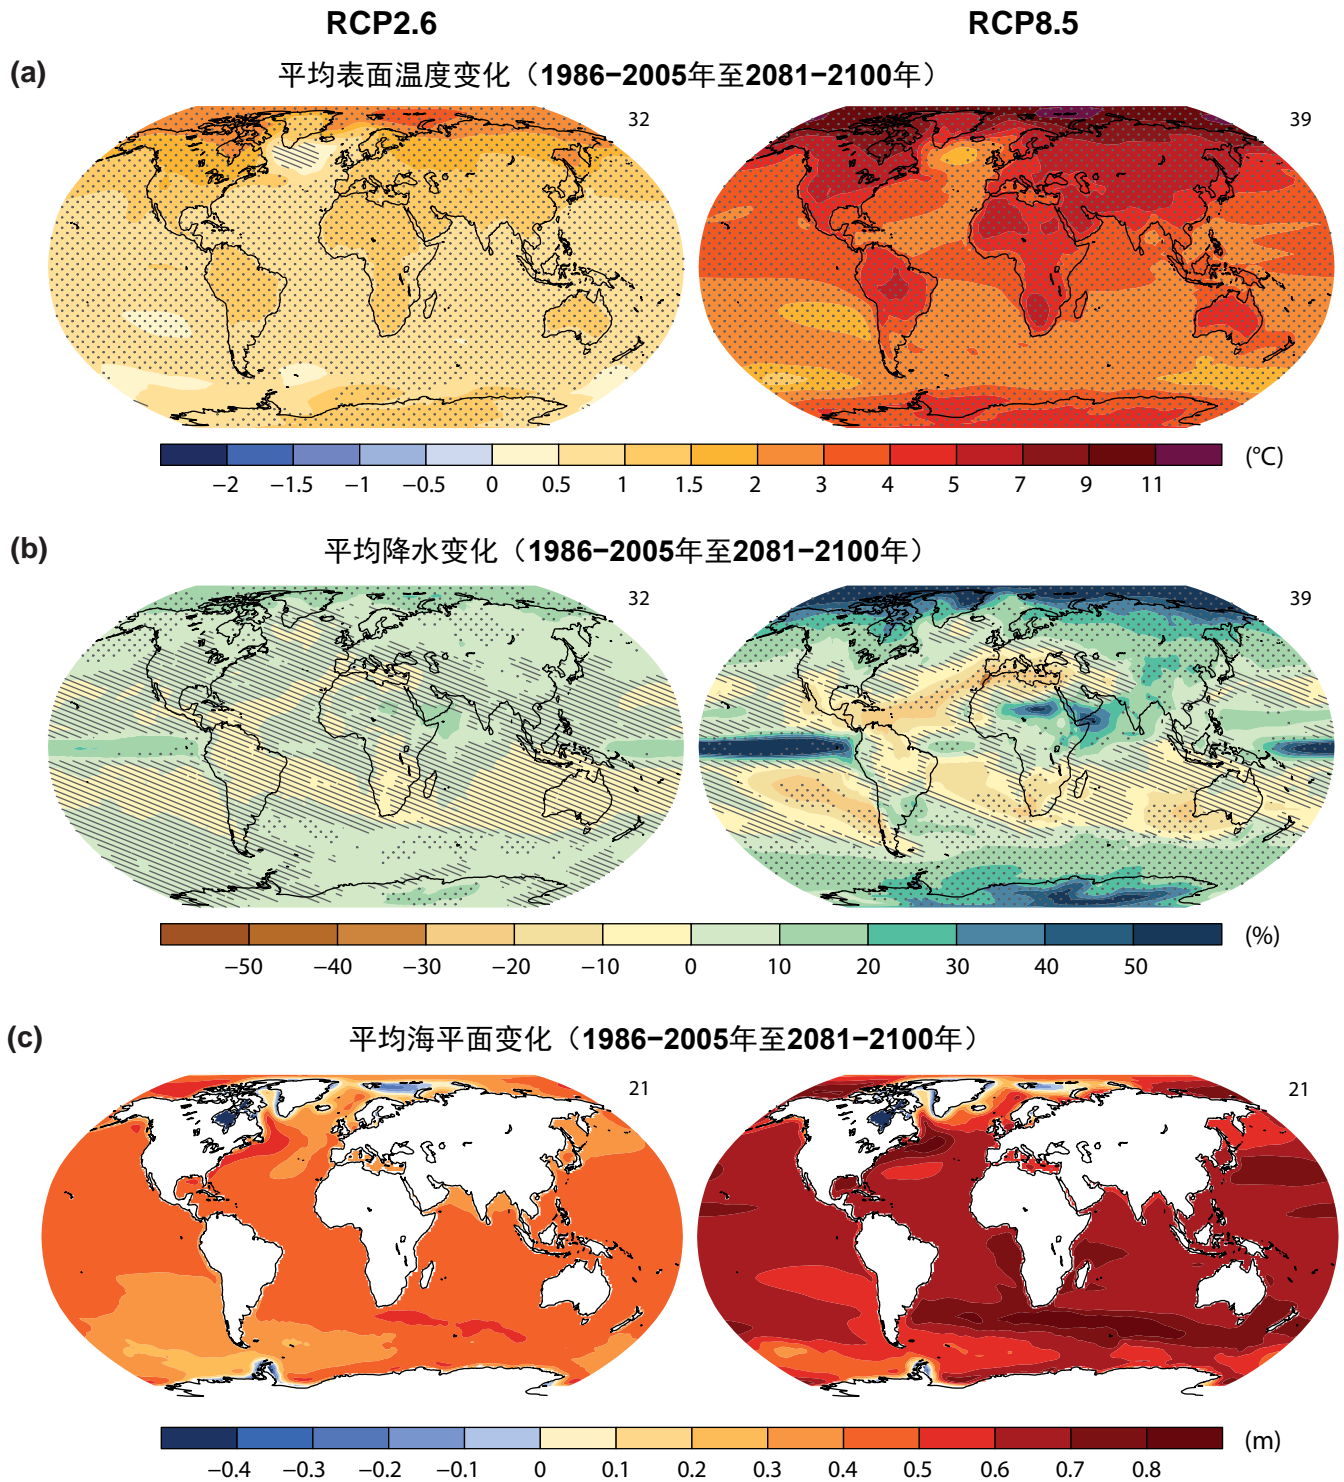 RCP2.6 RCP8.5
(a) 平均表面温度变化（1986−2005年至2081−2100年）
32 39
−2 −1.5 −1 −0.5 0 0.5 1 1.5 2 3 4 5 7 9 11 (°C)
(b) 平均降水变化（1986−2005年至2081−2100年）
32 39
−50 −40 −30 −20 −10 0 10 20 30 40 50 (%)
(c) 平均海平面变化（1986−2005年至2081−2100年）
21 21
−0.4 −0.3 −0.2 −0.1 0 0.1 0.2 0.3 0.4 0.5 0.6 0.7 0.8 (m)